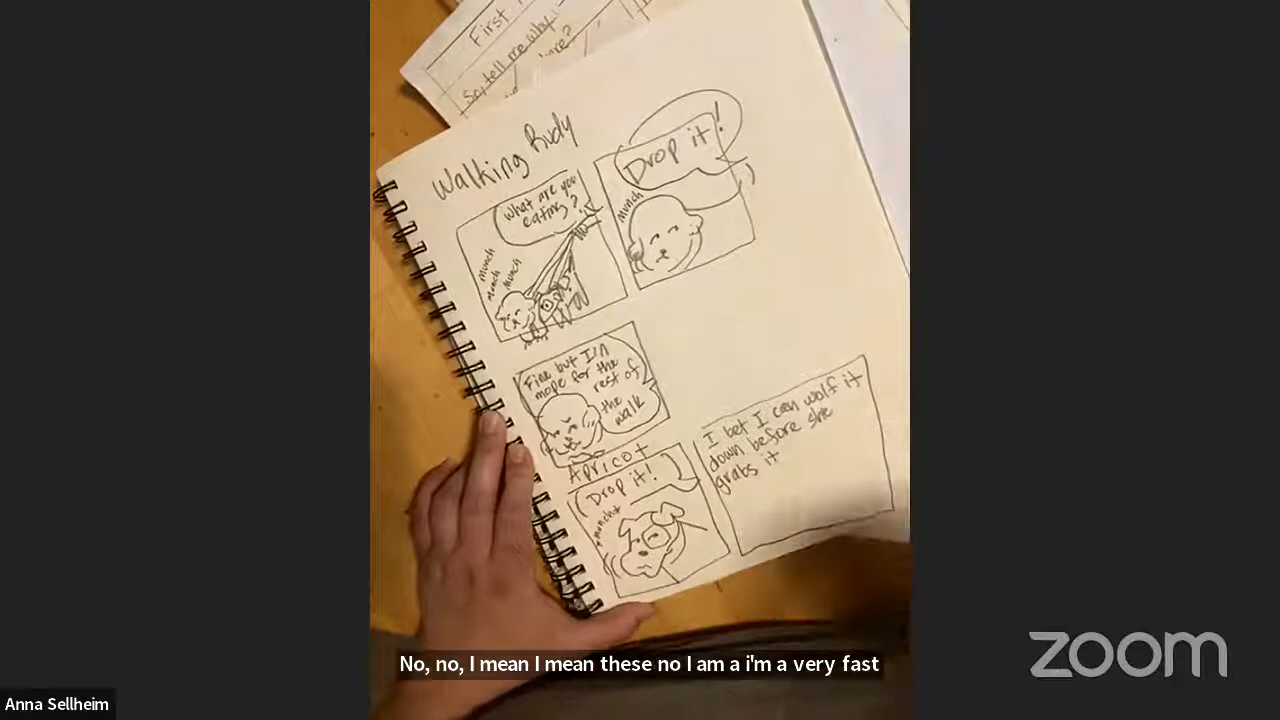 First
So, tell me why i
ire?
Walking Rudy
What are you
eating?
Munch
Munch
Munch
Drop it!
Munch
Fine but I'll
mope for the
rest of
the
walk
Apricot
Drop it!
*munch*
I bet I can wolf it
down before she
grabs it
No, no, I mean I mean these no I am a i'm a very fast
Anna Sellheim
zoom